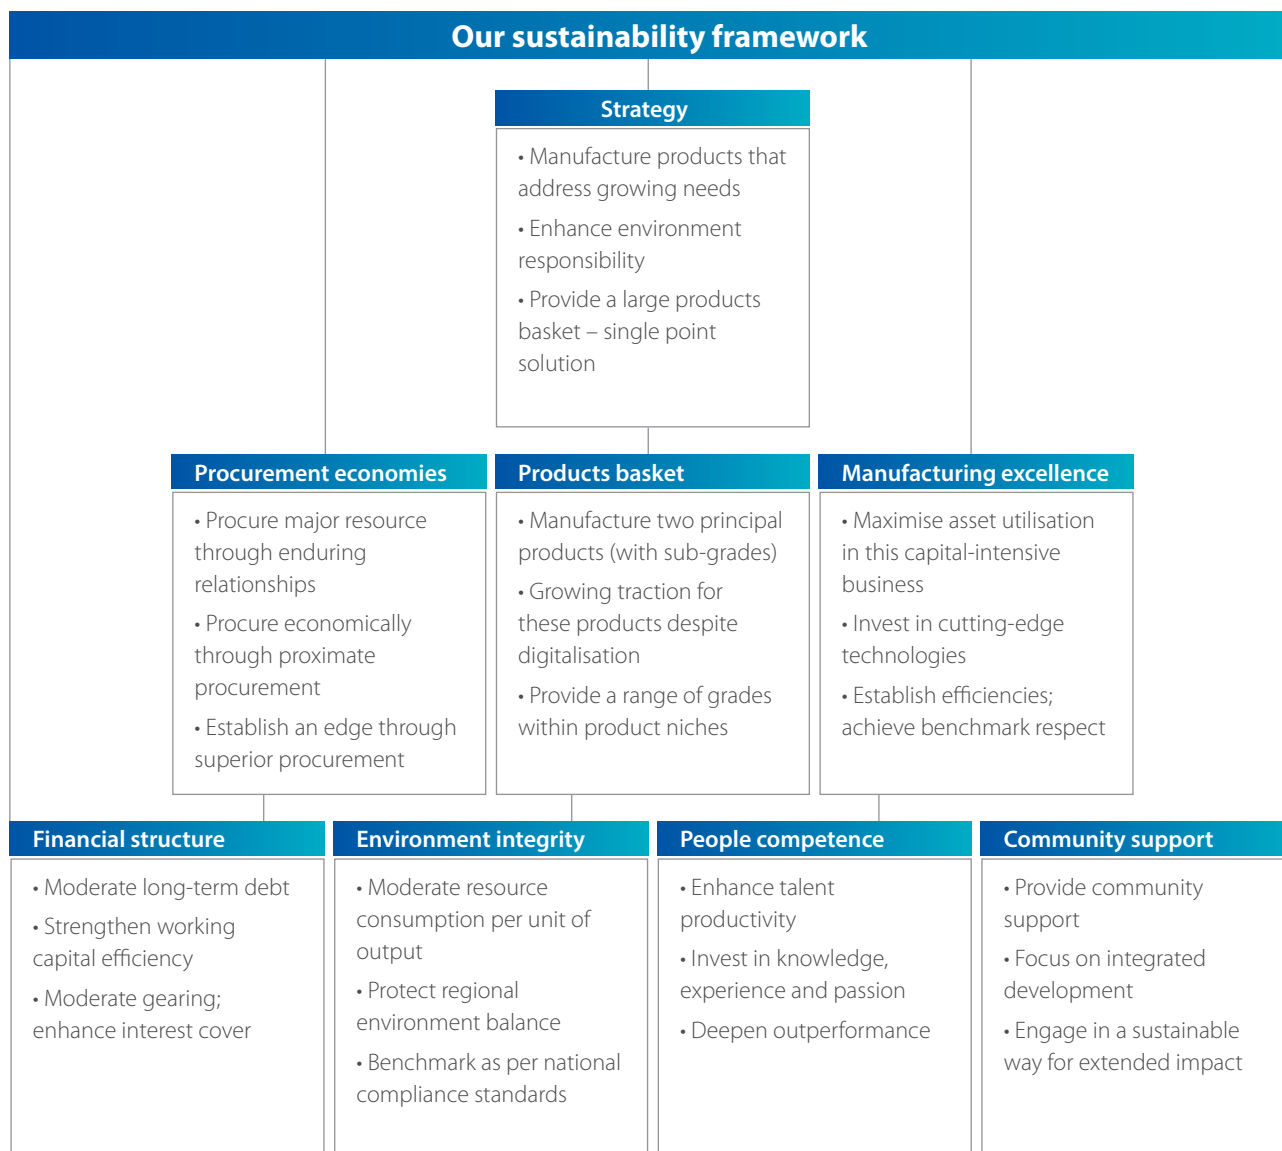 Our sustainability framework
Strategy
• Manufacture products that
address growing needs
• Enhance environment
responsibility
• Provide a large products
basket – single point
solution
Procurement economies
• Procure major resource
through enduring
relationships
• Procure economically
through proximate
procurement
• Establish an edge through
superior procurement
Products basket
• Manufacture two principal
products (with sub-grades)
• Growing traction for
these products despite
digitalisation
• Provide a range of grades
within product niches
Manufacturing excellence
• Maximise asset utilisation
in this capital-intensive
business
• Invest in cutting-edge
technologies
• Establish efficiencies;
achieve benchmark respect
Financial structure
• Moderate long-term debt
• Strengthen working
capital efficiency
• Moderate gearing;
enhance interest cover
Environment integrity
• Moderate resource
consumption per unit of
output
• Protect regional
environment balance
• Benchmark as per national
compliance standards
People competence
• Enhance talent
productivity
• Invest in knowledge,
experience and passion
• Deepen outperformance
Community support
• Provide community
support
• Focus on integrated
development
• Engage in a sustainable
way for extended impact